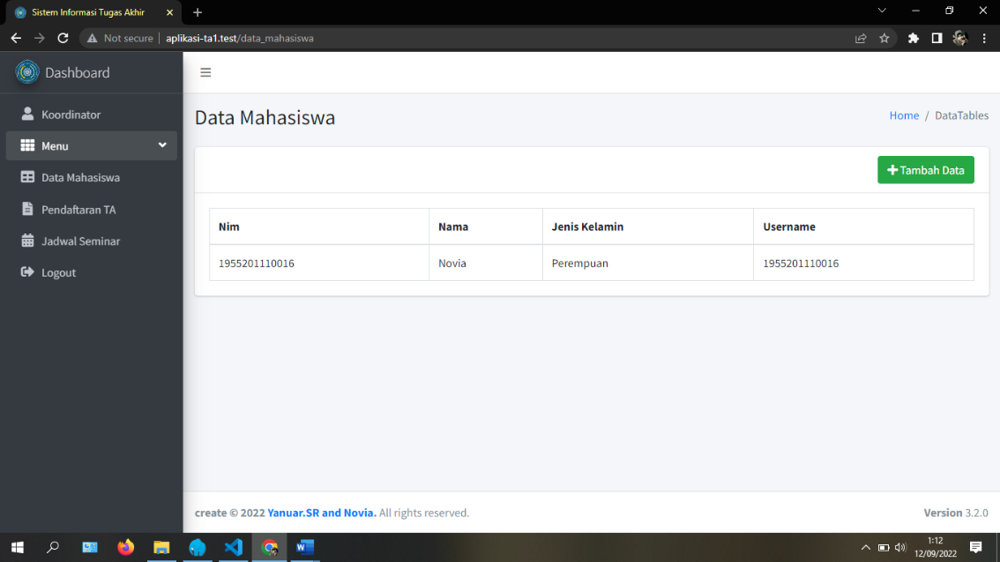 Sistem Informasi Tugas Akhir
Not secure aplikasi-ta1.test/data_mahasiswa
Dashboard
Koordinator
Menu
Data Mahasiswa
Pendaftaran TA
Jadwal Seminar
Logout
Data Mahasiswa
Home / DataTables
Tambah Data
Nim Nama Jenis Kelamin Username
1955201110016 Novia Perempuan 1955201110016
create © 2022 Yanuar.SR and Novia. All rights reserved.
Version 3.2.0
1:12
12/09/2022